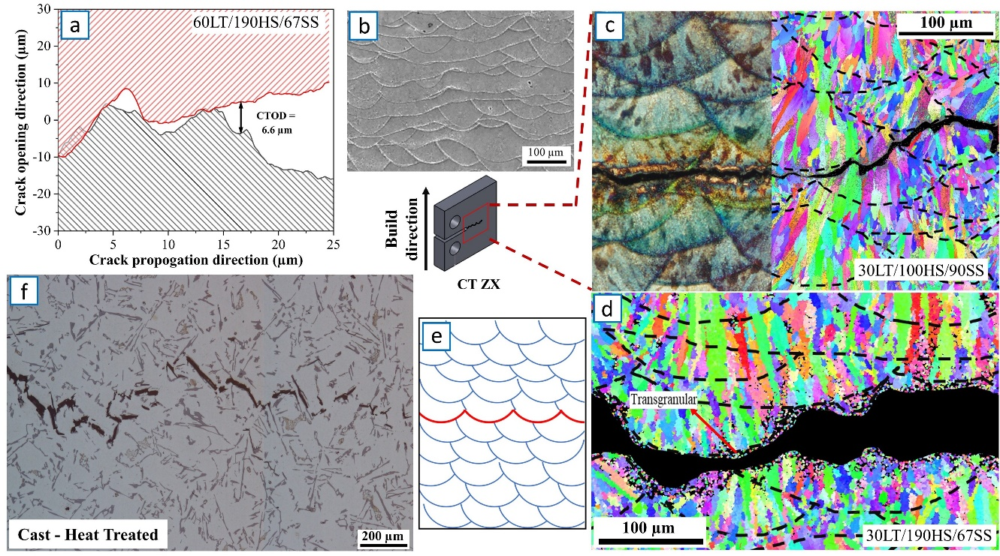 a
60LT/190HS/67SS
30
20
10
0
-10
-20
-30
0
5
10
15
20
25
Crack opening direction (µm)
Crack propogation direction (µm)
CTOD =
6.6 µm
b
100 µm
Build
direction
CT ZX
c
100 µm
30LT/100HS/90SS
d
Transgranular
100 µm
30LT/190HS/67SS
e
f
Cast - Heat Treated
200 µm